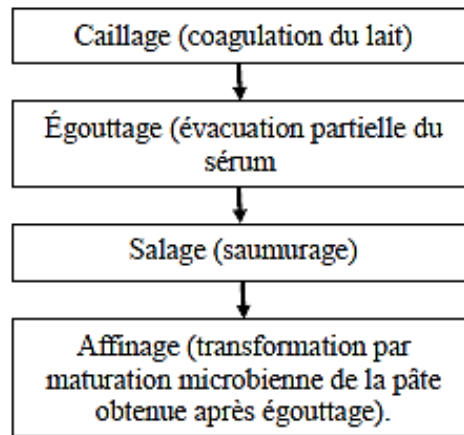 Caillage (coagulation du lait)
Égouttage (évacuation partielle du
sérum
Salage (saumurage)
Affinage (transformation par
maturation microbienne de la pâte
obtenue après égouttage).